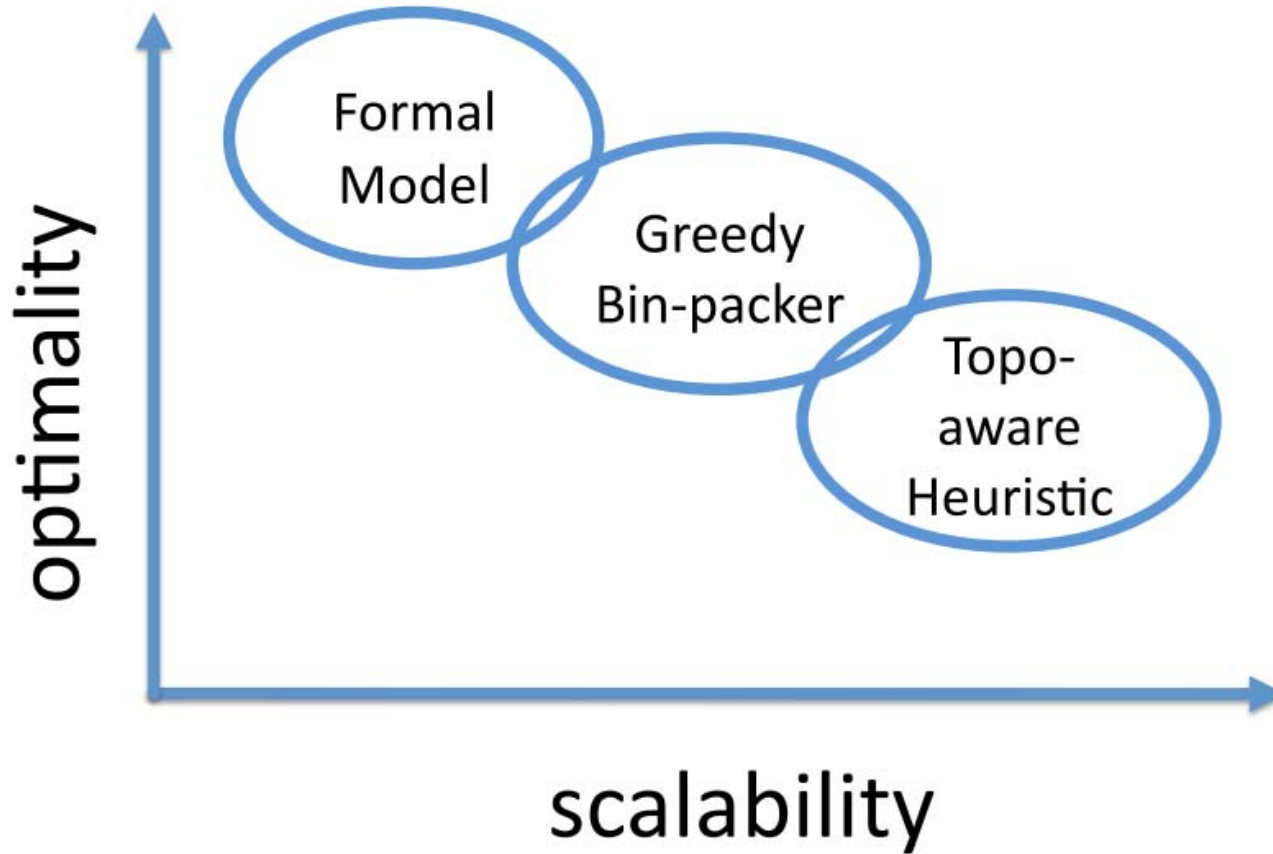 optimality
Formal
Model
Greedy
Bin-packer
Topo-
aware
Heuristic
scalability